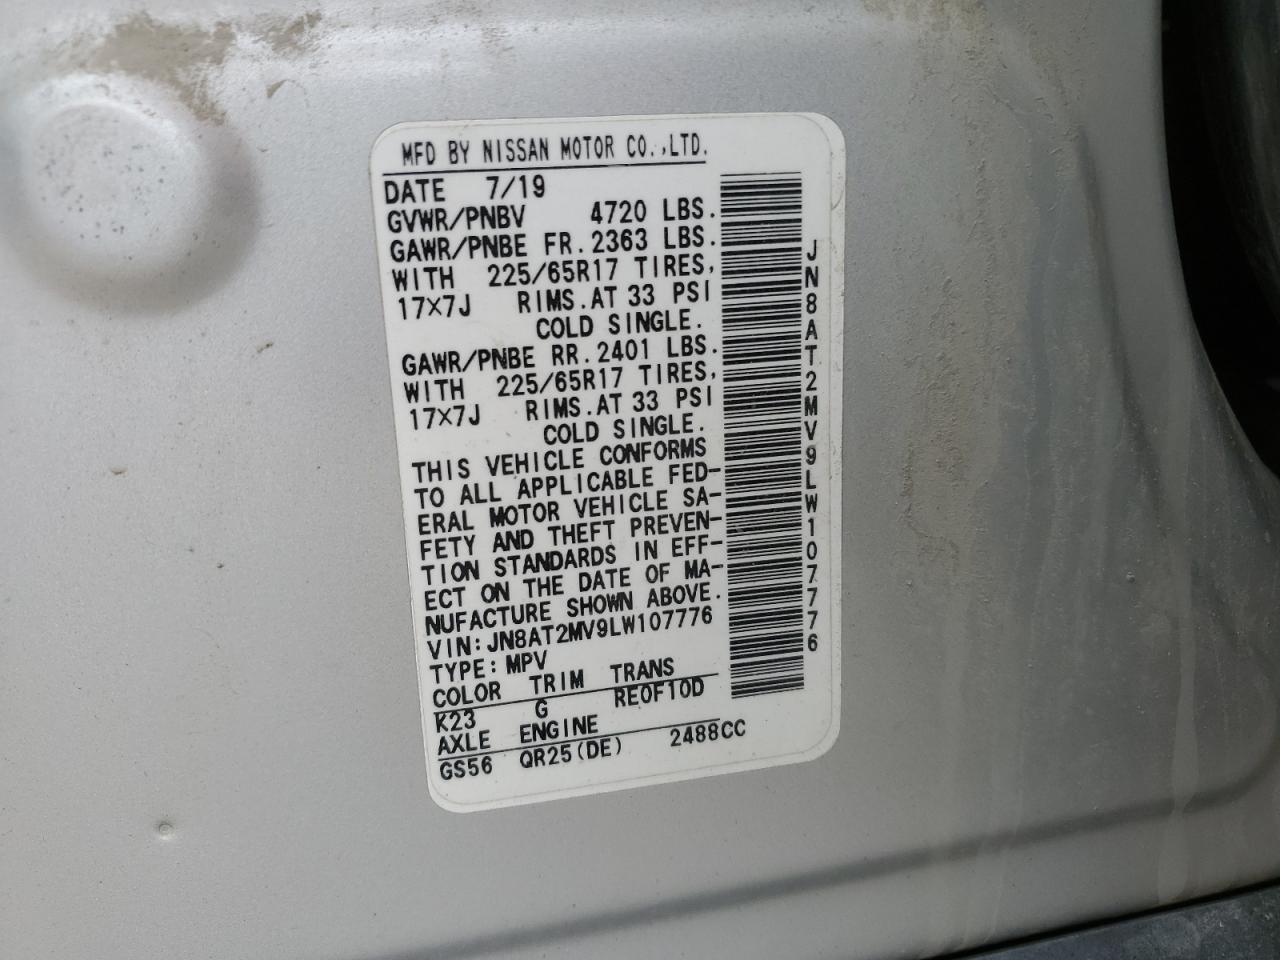 MFD BY NISSAN MOTOR CO.,LTD.
DATE 7/19
GVWR/PNBV 4720 LBS.
GAWR/PNBE FR.2363 LBS.
WITH 225/65R17 TIRES,
17×7J RIMS.AT 33 PSI
COLD SINGLE.
GAWR/PNBE RR.2401 LBS.
WITH 225/65R17 TIRES,
17×7J RIMS.AT 33 PSI
COLD SINGLE.
THIS VEHICLE CONFORMS
TO ALL APPLICABLE FED-
ERAL MOTOR VEHICLE SA-
FETY AND THEFT PREVEN-
TION STANDARDS IN EFF-
ECT ON THE DATE OF MA-
NUFACTURE SHOWN ABOVE.
VIN:JN8AT2MV9LW107776
TYPE:MPV
COLOR TRIM TRANS
K23 G RE0F10D
AXLE ENGINE
GS56 QR25(DE) 2488CC
JN8AT2MV9LW107776